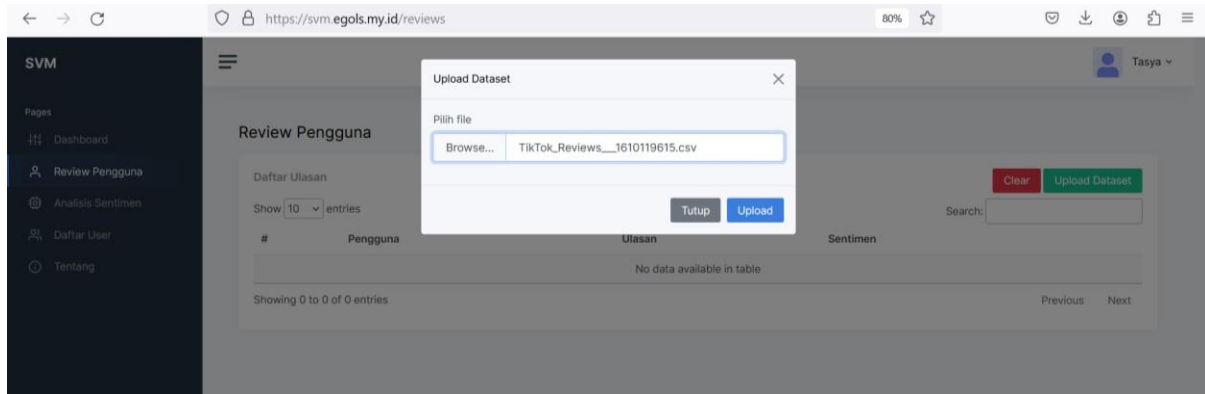 https://svm.egols.my.id/reviews 80%
SVM
Tasya
Pages
Dashboard
Review Pengguna
Analisis Sentimen
Daftar User
Tentang
Upload Dataset
Pilih file
Browse... TikTok_Reviews__1610119615.csv
Tutup Upload
Review Pengguna
Daftar Ulasan
Clear Upload Dataset
Show 10 entries
Search:
# Pengguna Ulasan Sentimen
No data available in table
Showing 0 to 0 of 0 entries
Previous Next